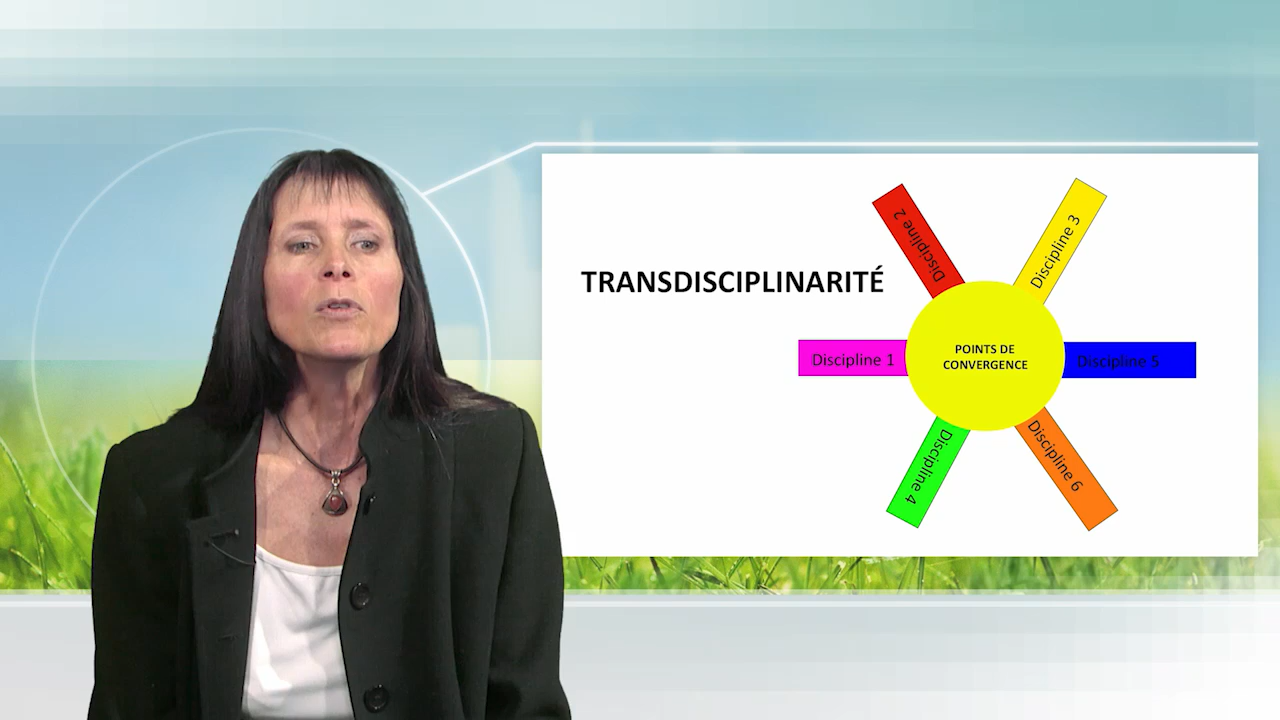 TRANSDISCIPLINARITÉ
Discipline 1
Discipline 2
Discipline 3
Discipline 4
Discipline 5
Discipline 6
POINTS DE
CONVERGENCE